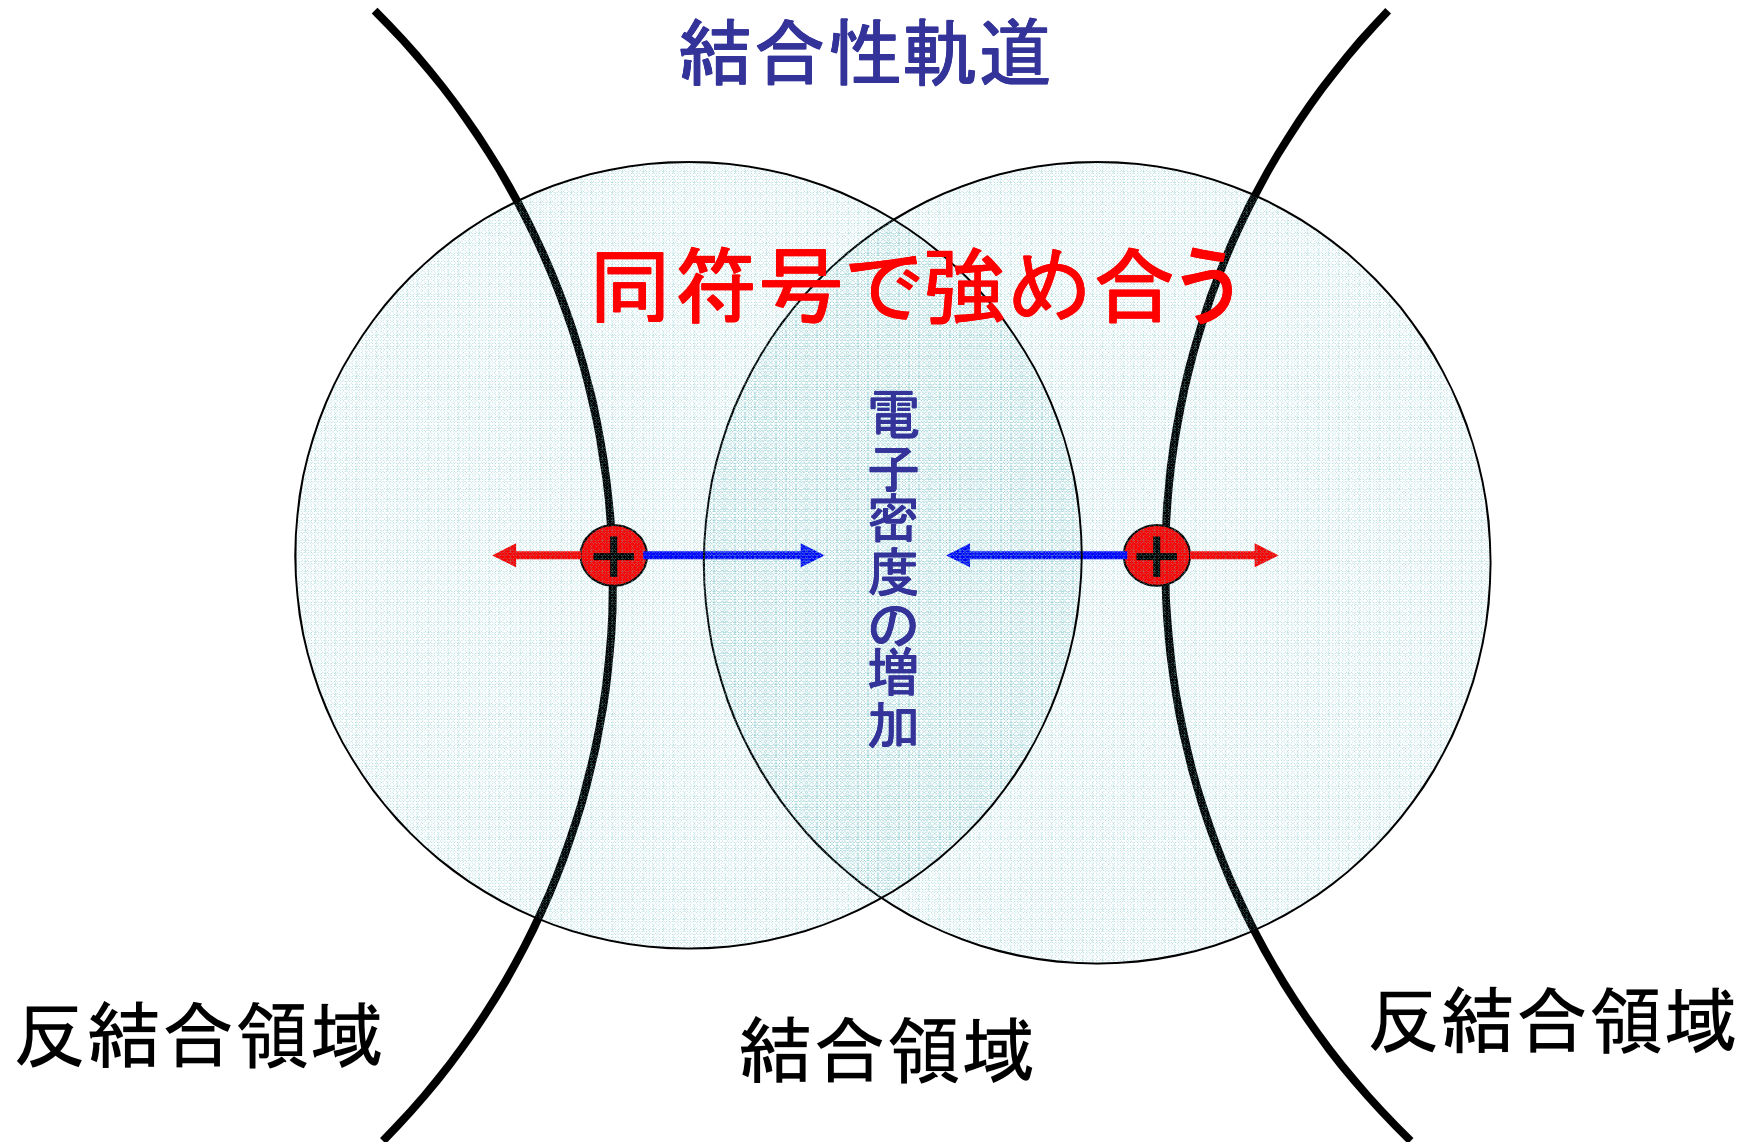 結合性軌道
同符号で強め合う
電子密度の増加
+
+
反結合領域
結合領域
反結合領域